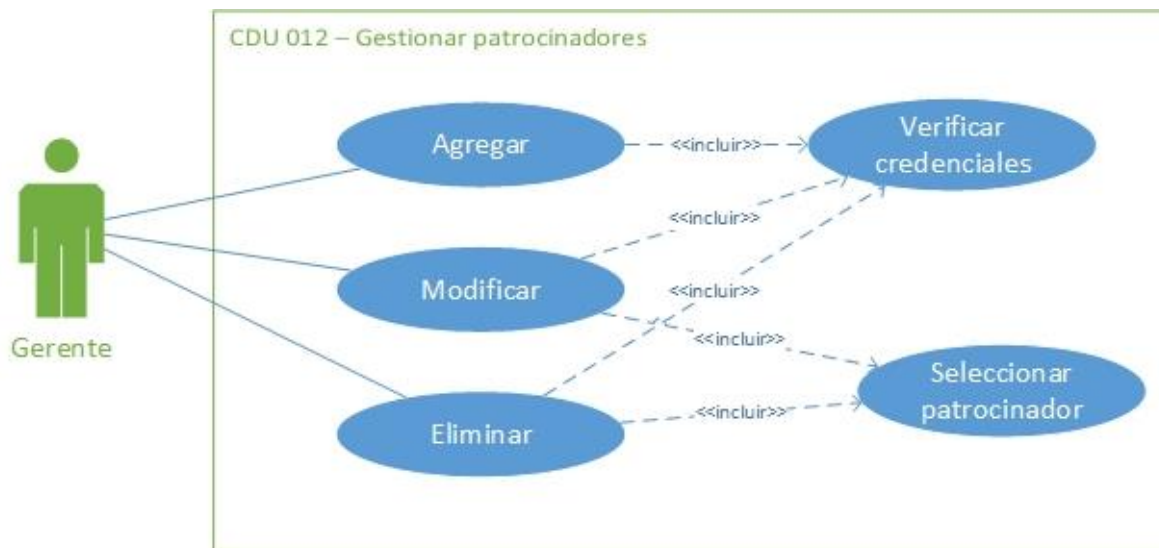 CDU 012 – Gestionar patrocinadores
Agregar
<<incluir>>
Verificar
credenciales
<<incluir>>
Modificar
<<incluir>>
Gerente
<<incluir>>
Seleccionar
patrocinador
Eliminar
<<incluir>>